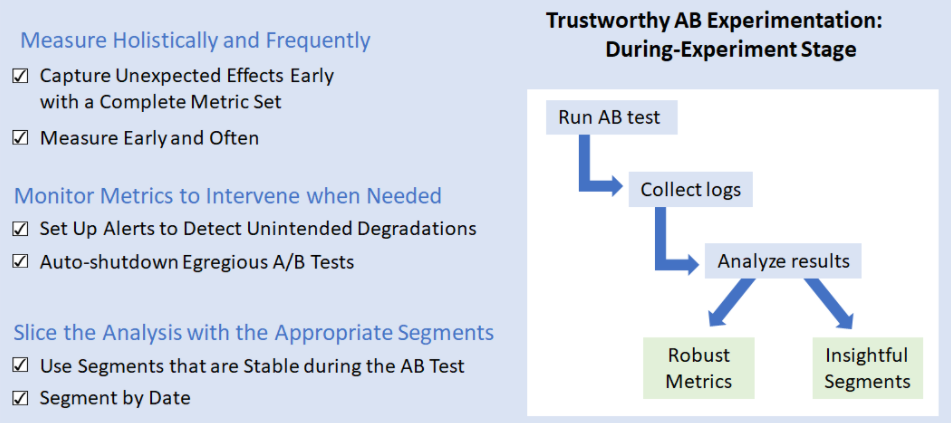 Measure Holistically and Frequently
☑ Capture Unexpected Effects Early
with a Complete Metric Set
☑ Measure Early and Often
Monitor Metrics to Intervene when Needed
☑ Set Up Alerts to Detect Unintended Degradations
☑ Auto-shutdown Egregious A/B Tests
Slice the Analysis with the Appropriate Segments
☑ Use Segments that are Stable during the AB Test
☑ Segment by Date
Trustworthy AB Experimentation:
During-Experiment Stage
Run AB test
Collect logs
Analyze results
Robust
Metrics
Insightful
Segments